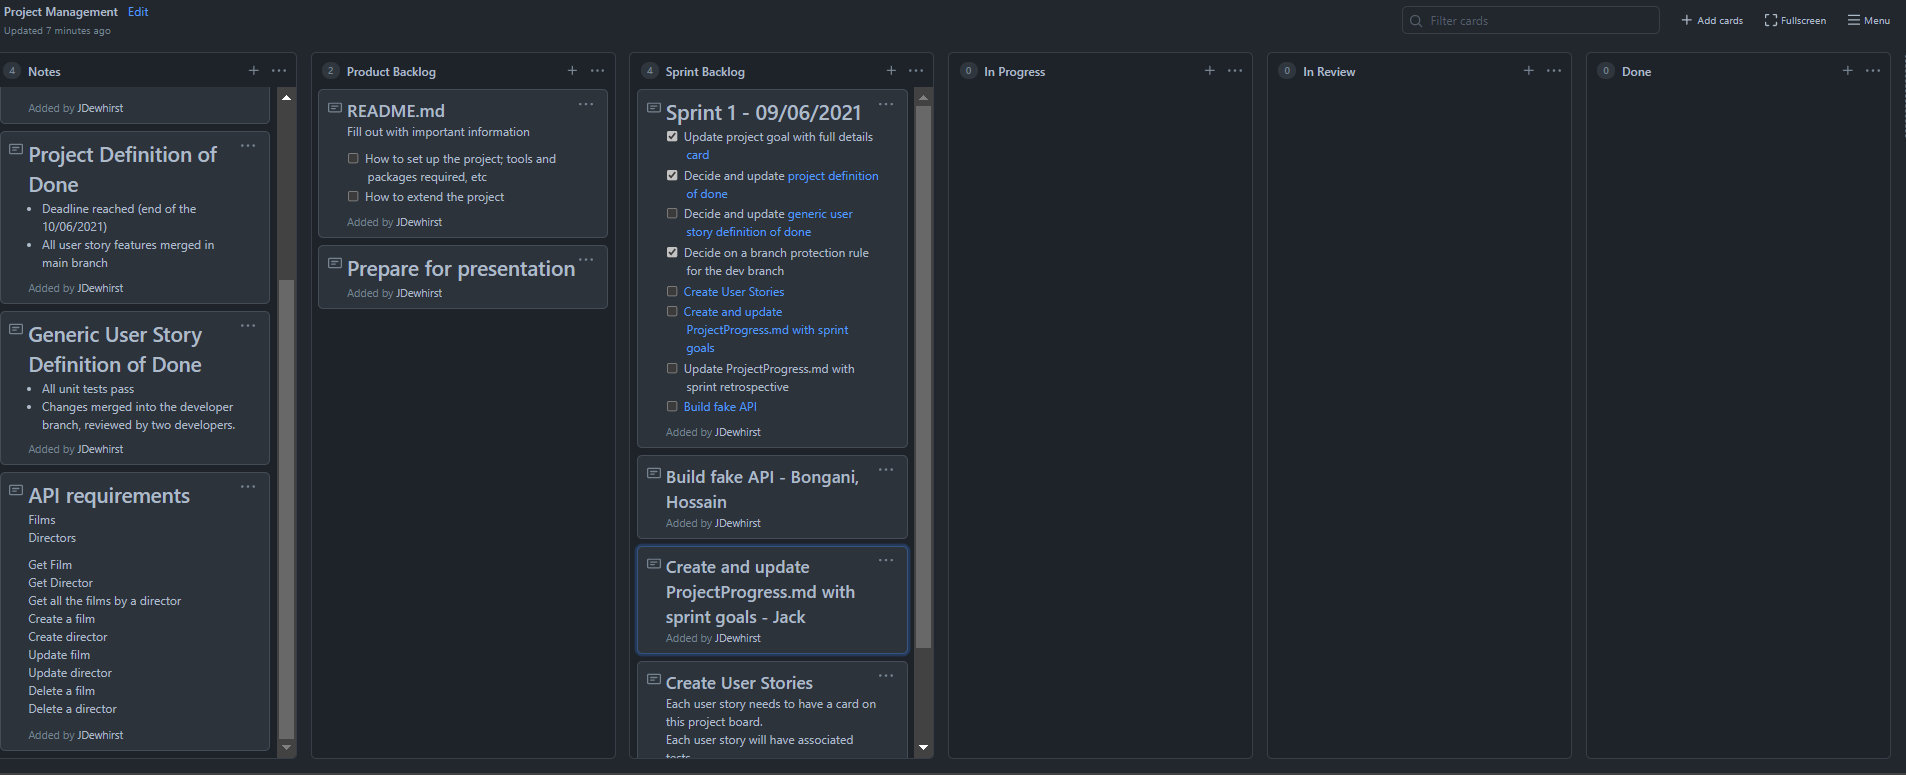 Project Management Edit
Updated 7 minutes ago
Filter cards
Add cards
Fullscreen
Menu
4 Notes
Added by JDewhirst
Project Definition of
Done
Deadline reached (end of the
10/06/2021)
All user story features merged in
main branch
Added by JDewhirst
Generic User Story
Definition of Done
All unit tests pass
Changes merged into the developer
branch, reviewed by two developers.
Added by JDewhirst
API requirements
Films
Directors
Get Film
Get Director
Get all the films by a director
Create a film
Create director
Update film
Update director
Delete a film
Delete a director
Added by JDewhirst
2 Product Backlog
README.md
Fill out with important information
How to set up the project; tools and
packages required, etc
How to extend the project
Added by JDewhirst
Prepare for presentation
Added by JDewhirst
4 Sprint Backlog
Sprint 1 - 09/06/2021
Update project goal with full details
card
Decide and update project definition
of done
Decide and update generic user
story definition of done
Decide on a branch protection rule
for the dev branch
Create User Stories
Create and update
ProjectProgress.md with sprint
goals
Update ProjectProgress.md with
sprint retrospective
Build fake API
Added by JDewhirst
Build fake API - Bongani,
Hossain
Added by JDewhirst
Create and update
ProjectProgress.md with
sprint goals - Jack
Added by JDewhirst
Create User Stories
Each user story needs to have a card on
this project board.
Each user story will have associated
tests
0 In Progress
0 In Review
0 Done